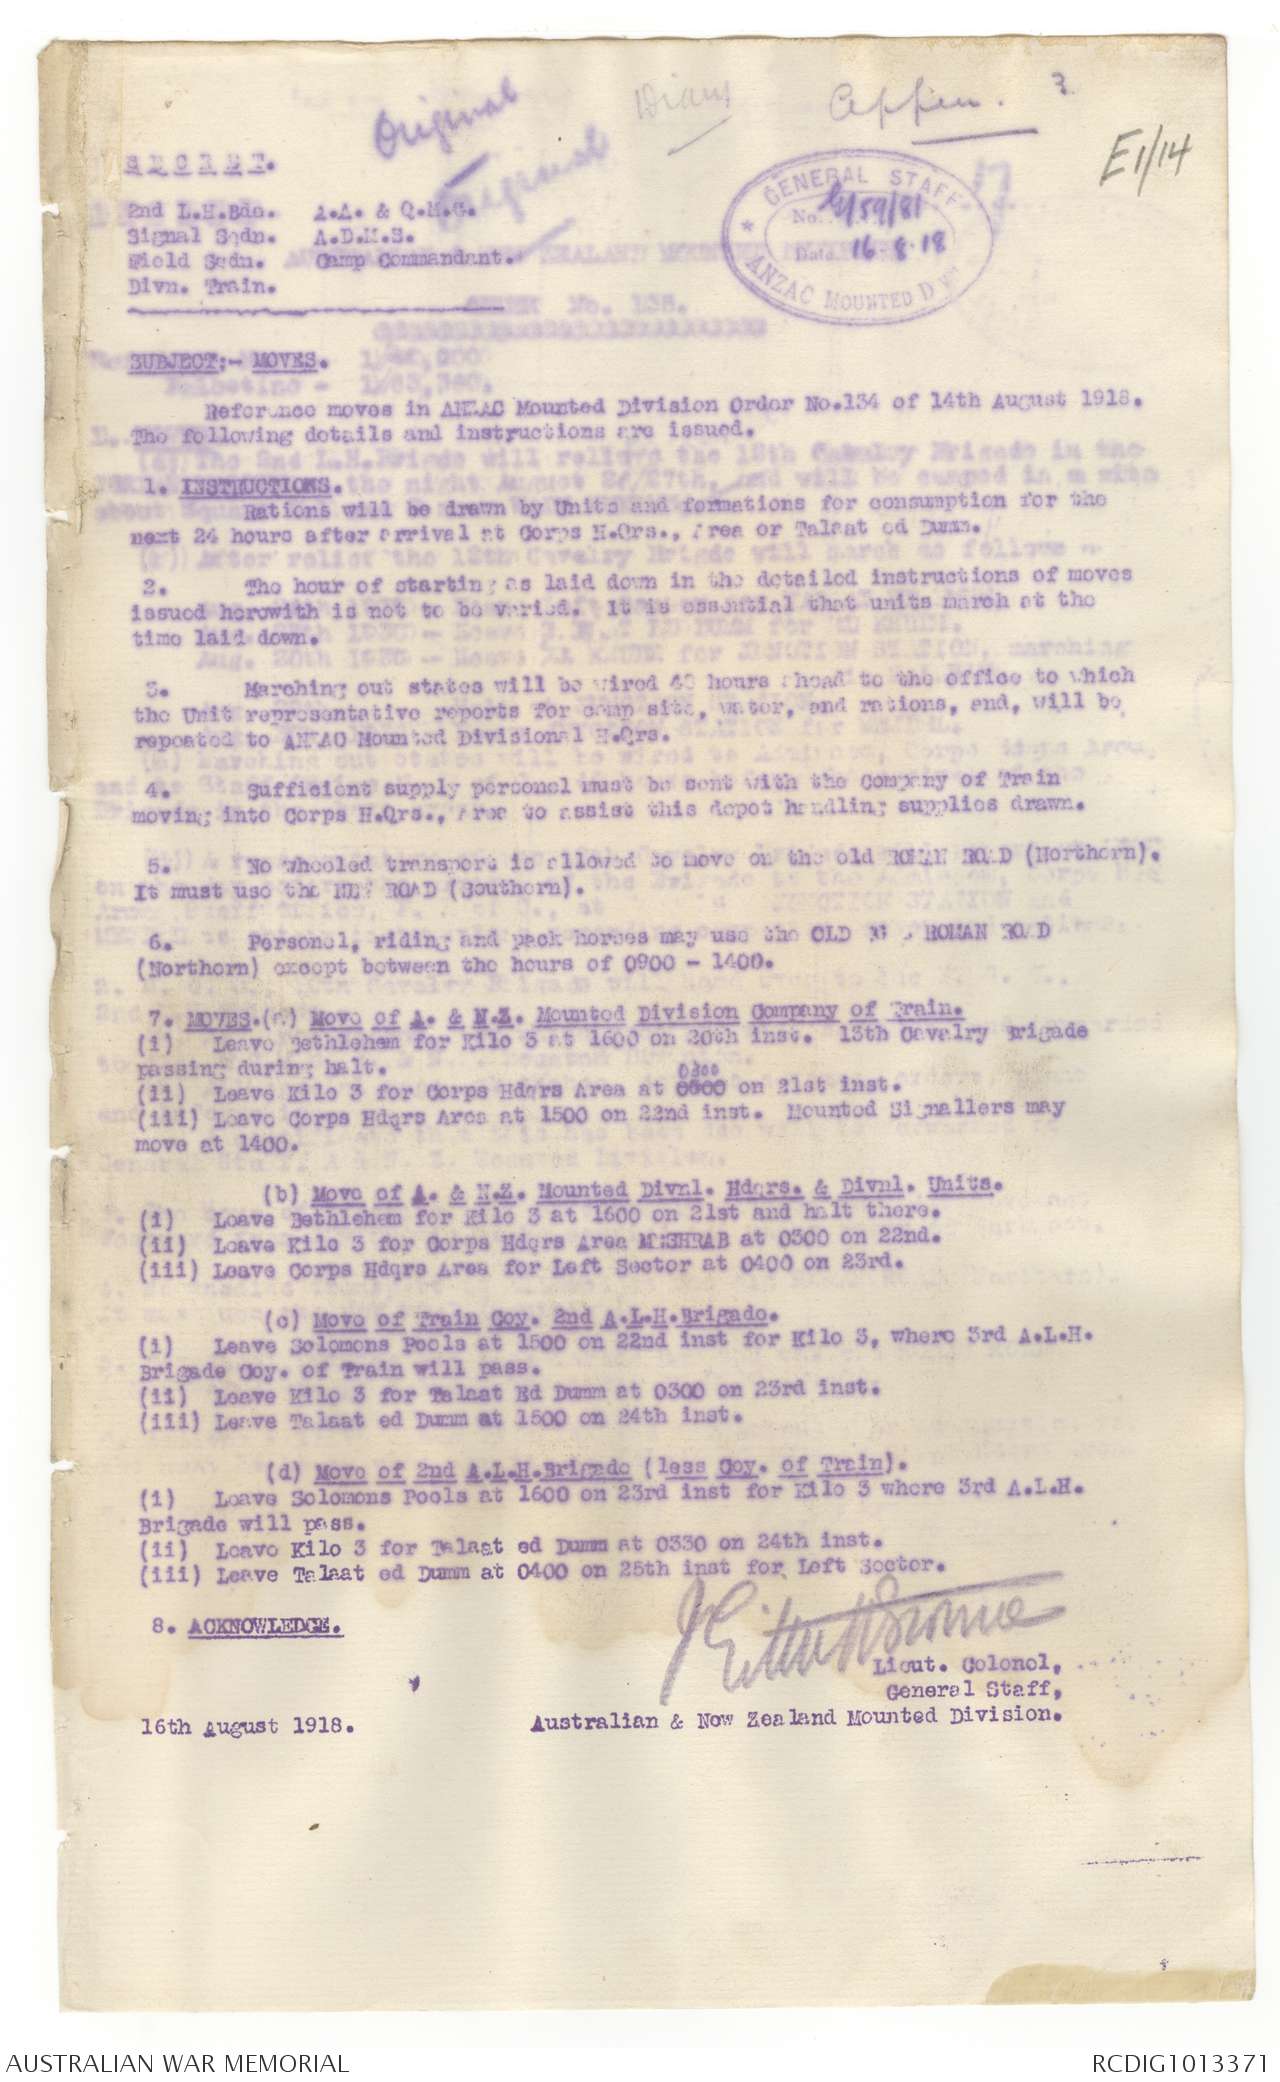 Original
Diary
Appen. 3
E1/14
SECRET.
GENERAL STAFF
No. G/59/81
Date 16.8.18
* ANZAC MOUNTED DIVN *
2nd L.H.Bde. A.A. & Q.M.G.
Signal Sqdn. A.D.M.S.
Field Sqdn. Camp Commandant.
Divn. Train.
SUBJECT:- MOVES.
Reference moves in ANZAC Mounted Division Order No.134 of 14th August 1918.
The following details and instructions are issued.
1. INSTRUCTIONS.
Rations will be drawn by Units and formations for consumption for the
next 24 hours after arrival at Corps H.Qrs., Area or Talaat ed Dumm.
2. The hour of starting as laid down in the detailed instructions of moves
issued herewith is not to be varied. It is essential that units march at the
time laid down.
3. Marching out states will be wired 48 hours ahead to the office to which
the Unit representative reports for camp site, water, and rations, and, will be
repeated to ANZAC Mounted Divisional H.Qrs.
4. Sufficient supply personel must be sent with the Company of Train
moving into Corps H.Qrs., Area to assist this depot handling supplies drawn.
5. No wheeled transport is allowed to move on the old ROMAN ROAD (Northern).
It must use the NEW ROAD (Southern).
6. Personel, riding and pack horses may use the OLD ROMAN ROAD
(Northern) except between the hours of 0900 - 1400.
7. MOVES.(a) Move of A. & N.Z. Mounted Division Company of Train.
(i) Leave Bethlehem for Kilo 3 at 1600 on 20th inst. 13th Cavalry Brigade
passing during halt.
0300
(ii) Leave Kilo 3 for Corps Hdqrs Area at 0300 on 21st inst.
(iii) Leave Corps Hdqrs Area at 1500 on 22nd inst. Mounted Signallers may
move at 1400.
(b) Move of A. & N.Z. Mounted Divnl. Hdqrs. & Divnl. Units.
(i) Leave Bethlehem for Kilo 3 at 1600 on 21st and halt there.
(ii) Leave Kilo 3 for Corps Hdqrs Area MESHRAB at 0300 on 22nd.
(iii) Leave Corps Hdqrs Area for Left Sector at 0400 on 23rd.
(c) Move of Train Coy. 2nd A.L.H.Brigade.
(i) Leave Solomons Pools at 1500 on 22nd inst for Kilo 3, where 3rd A.L.H.
Brigade Coy. of Train will pass.
(ii) Leave Kilo 3 for Talaat Ed Dumm at 0300 on 23rd inst.
(iii) Leave Talaat ed Dumm at 1500 on 24th inst.
(d) Move of 2nd A.L.H.Brigade (less Coy. of Train).
(i) Leave Solomons Pools at 1600 on 23rd inst for Kilo 3 where 3rd A.L.H.
Brigade will pass.
(ii) Leave Kilo 3 for Talaat ed Dumm at 0330 on 24th inst.
(iii) Leave Talaat ed Dumm at 0400 on 25th inst for Left Sector.
8. ACKNOWLEDGE.
Lieut. Colonel,
General Staff,
16th August 1918. Australian & New Zealand Mounted Division.
AUSTRALIAN WAR MEMORIAL
RCDIG1013371